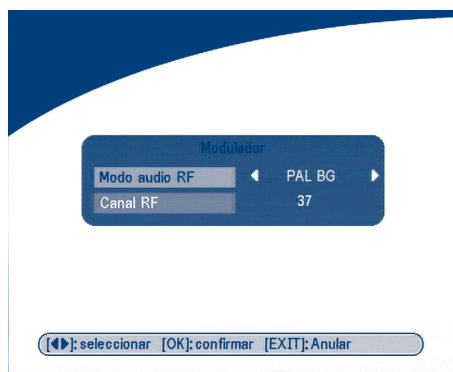 Modulador
Modo audio RF ◀ PAL BG ▶
Canal RF 37
[◀▶]: seleccionar [OK]: confirmar [EXIT]: Anular